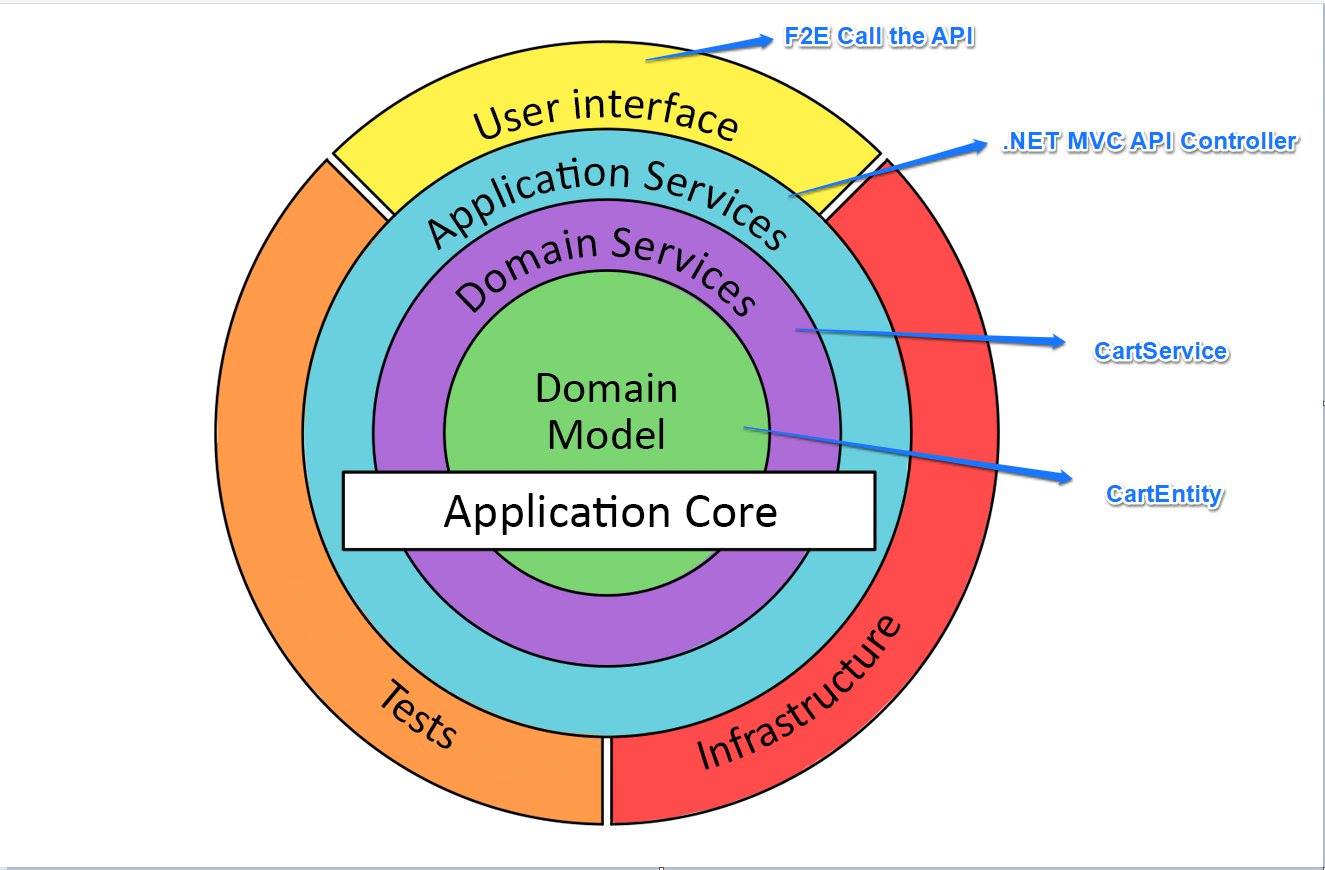 F2E Call the API
User interface
.NET MVC API Controller
Application Services
Domain Services
CartService
Domain
Model
CartEntity
Application Core
Tests
Infrastructure